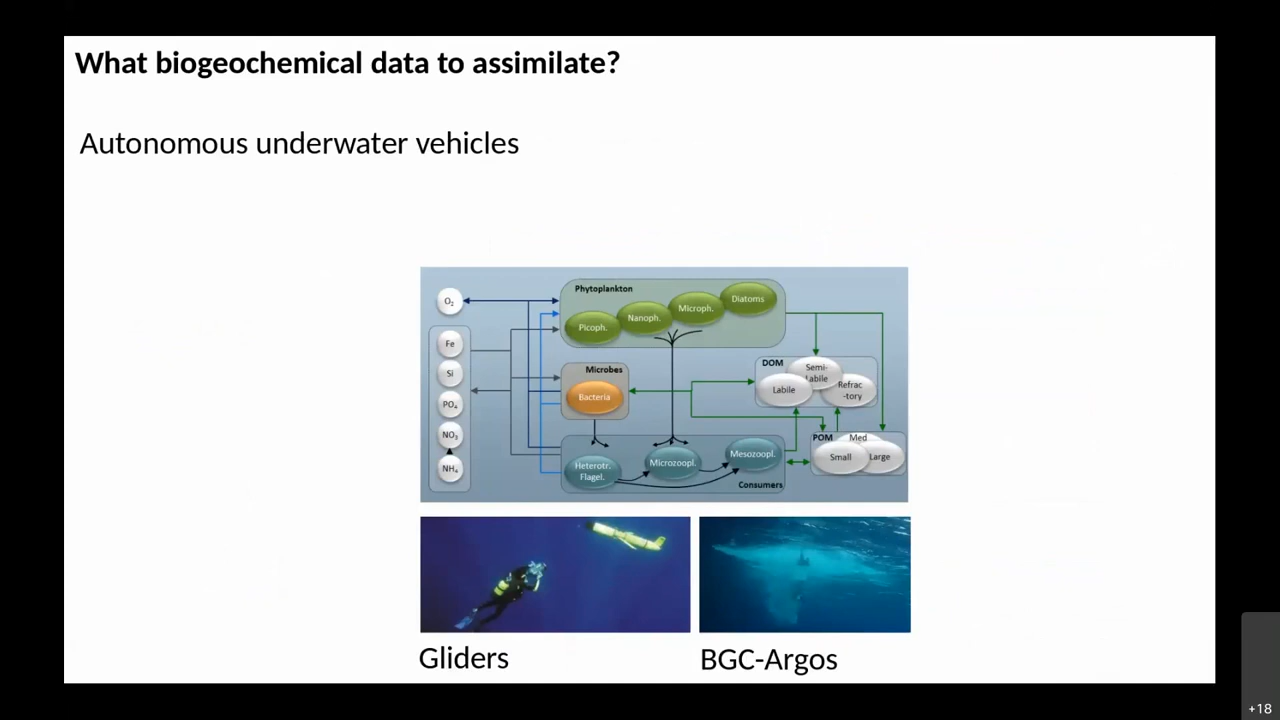 What biogeochemical data to assimilate?
Autonomous underwater vehicles
Phytoplankton
Picoph.
Nanoph.
Microph.
Diatoms
O₂
Fe
Si
PO₄
NO₃
NH₄
Microbes
Bacteria
DOM
Labile
Semi-
Labile
Refrac
-tory
POM
Small
Med
Large
Heterotr.
Flagel.
Microzoopl.
Mesozoopl.
Consumers
Gliders
BGC-Argos
+18